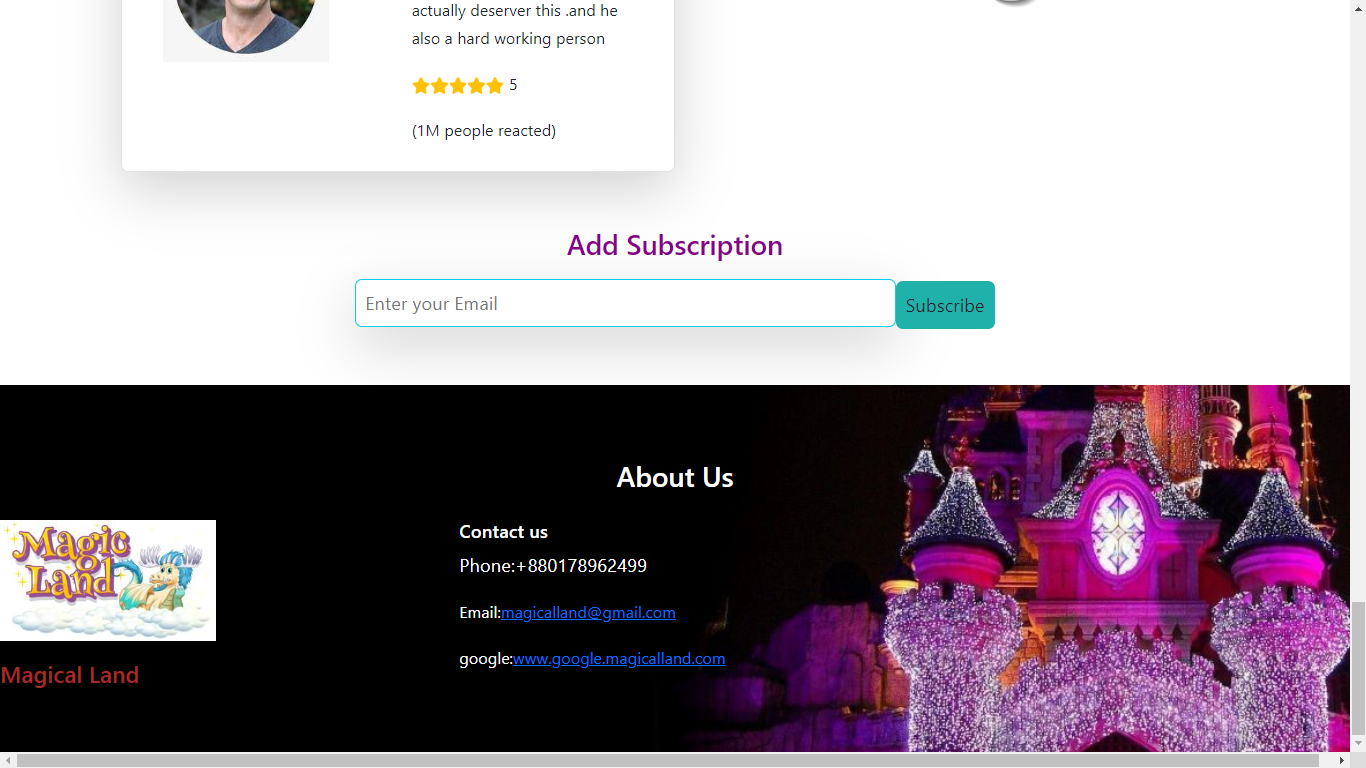 actually deserver this .and he
also a hard working person
5
(1M people reacted)
Add Subscription
Enter your Email
Subscribe
About Us
Magic
Land
Contact us
Phone:+880178962499
Email:magicalland@gmail.com
google:www.google.magicalland.com
Magical Land